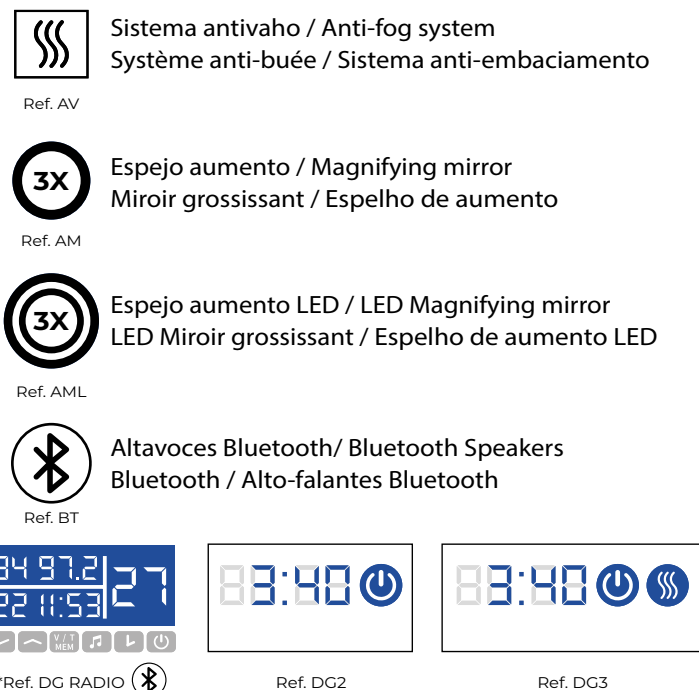 Sistema antivaho / Anti-fog system
Système anti-buée / Sistema anti-embaciamento
Ref. AV
3X
Espejo aumento / Magnifying mirror
Miroir grossissant / Espelho de aumento
Ref. AM
3X
Espejo aumento LED / LED Magnifying mirror
LED Miroir grossissant / Espelho de aumento LED
Ref. AML
Altavoces Bluetooth/ Bluetooth Speakers
Bluetooth / Alto-falantes Bluetooth
Ref. BT
97.2
27
11:53
V / T
MEM
3:40
3:40
*Ref. DG RADIO
Ref. DG2
Ref. DG3